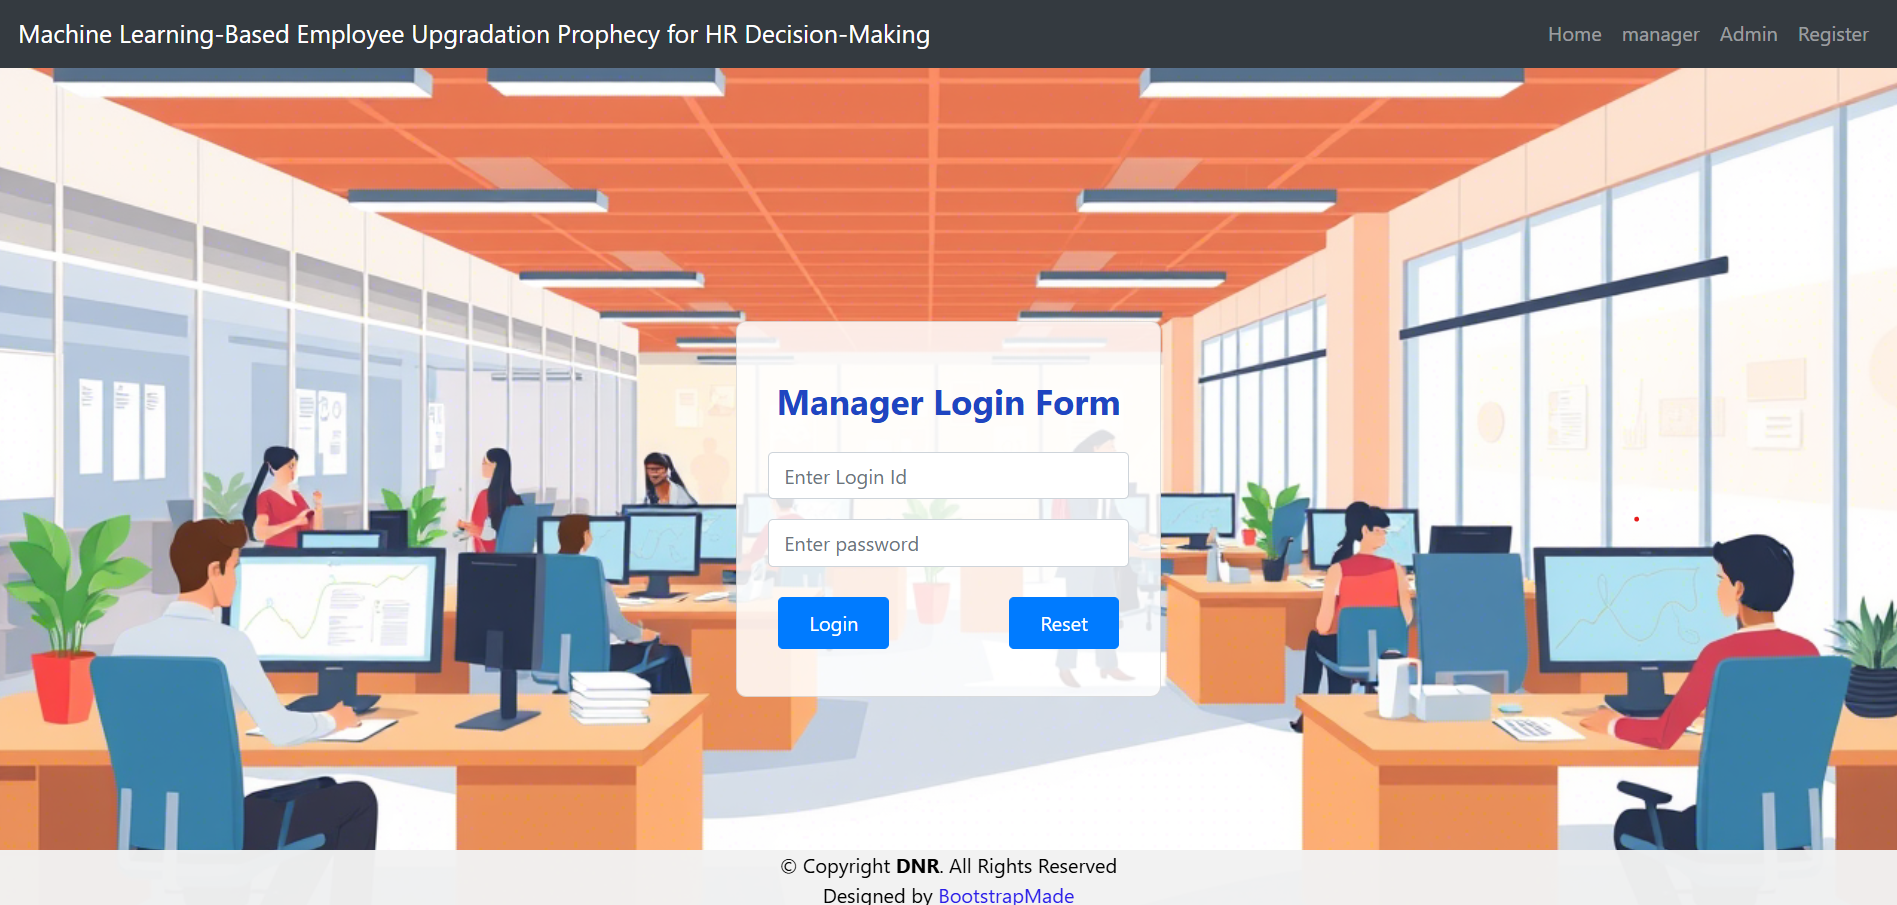 Machine Learning-Based Employee Upgradation Prophecy for HR Decision-Making
Home manager Admin Register
Manager Login Form
Enter Login Id
Enter password
Login Reset
© Copyright DNR. All Rights Reserved
Designed by BootstrapMade